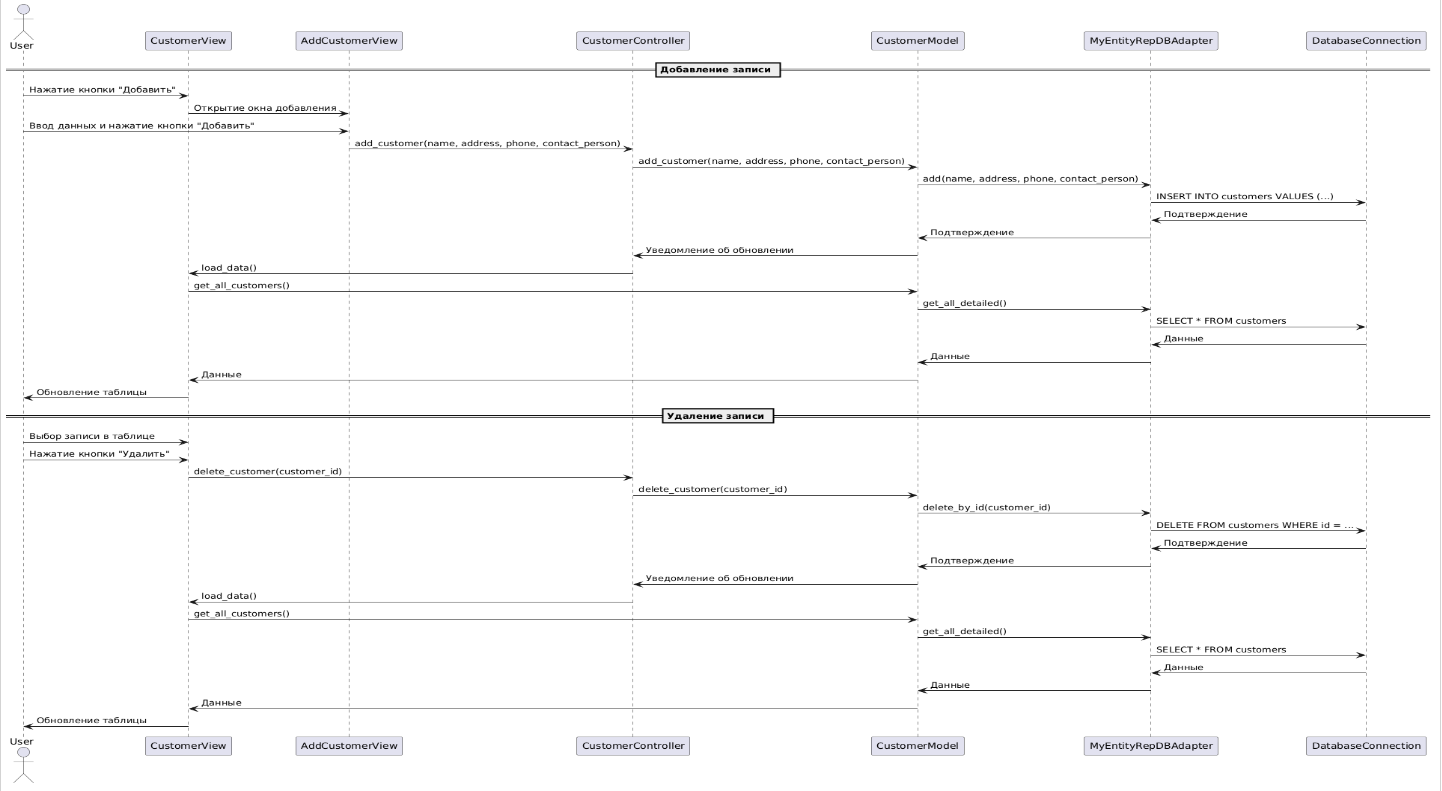 User
CustomerView
AddCustomerView
CustomerController
CustomerModel
MyEntityRepDBAdapter
DatabaseConnection
Добавление записи
Нажатие кнопки "Добавить"
Открытие окна добавления
Ввод данных и нажатие кнопки "Добавить"
add_customer(name, address, phone, contact_person)
add_customer(name, address, phone, contact_person)
add(name, address, phone, contact_person)
INSERT INTO customers VALUES (...)
Подтверждение
Подтверждение
Уведомление об обновлении
load_data()
get_all_customers()
get_all_detailed()
SELECT * FROM customers
Данные
Данные
Данные
Обновление таблицы
Удаление записи
Выбор записи в таблице
Нажатие кнопки "Удалить"
delete_customer(customer_id)
delete_customer(customer_id)
delete_by_id(customer_id)
DELETE FROM customers WHERE id = ...
Подтверждение
Подтверждение
Уведомление об обновлении
load_data()
get_all_customers()
get_all_detailed()
SELECT * FROM customers
Данные
Данные
Данные
Обновление таблицы
User
CustomerView
AddCustomerView
CustomerController
CustomerModel
MyEntityRepDBAdapter
DatabaseConnection